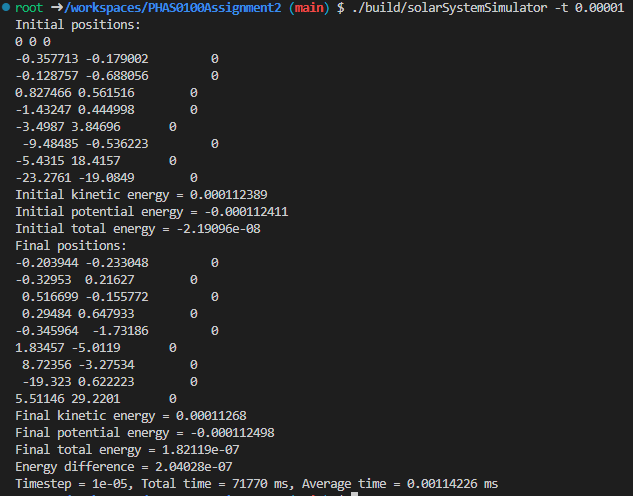 root ➜/workspaces/PHAS0100Assignment2 (main) $ ./build/solarSystemSimulator -t 0.00001
Initial positions:
0 0 0
-0.357713 -0.179002 0
-0.128757 -0.688056 0
0.827466 0.561516 0
-1.43247 0.444998 0
-3.4987 3.84696 0
-9.48485 -0.536223 0
-5.4315 18.4157 0
-23.2761 -19.0849 0
Initial kinetic energy = 0.000112389
Initial potential energy = -0.000112411
Initial total energy = -2.19096e-08
Final positions:
-0.203944 -0.233048 0
-0.32953 0.21627 0
0.516699 -0.155772 0
0.29484 0.647933 0
-0.345964 -1.73186 0
1.83457 -5.0119 0
8.72356 -3.27534 0
-19.323 0.622223 0
5.51146 29.2201 0
Final kinetic energy = 0.00011268
Final potential energy = -0.000112498
Final total energy = 1.82119e-07
Energy difference = 2.04028e-07
Timestep = 1e-05, Total time = 71770 ms, Average time = 0.00114226 ms